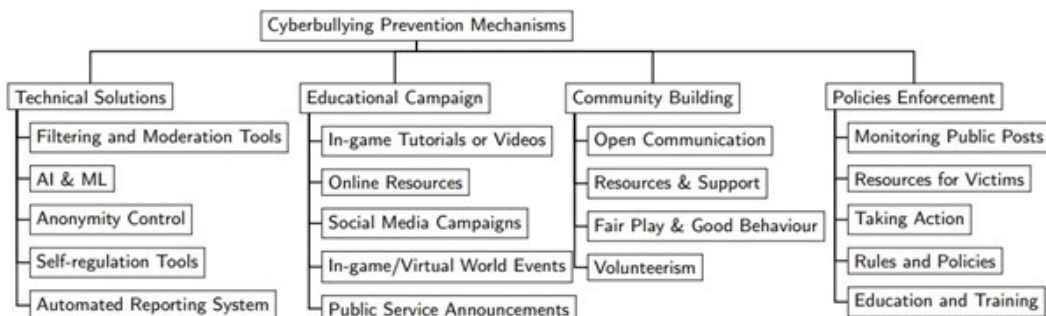 Cyberbullying Prevention Mechanisms
Technical Solutions
Filtering and Moderation Tools
AI & ML
Anonymity Control
Self-regulation Tools
Automated Reporting System
Educational Campaign
In-game Tutorials or Videos
Online Resources
Social Media Campaigns
In-game/Virtual World Events
Public Service Announcements
Community Building
Open Communication
Resources & Support
Fair Play & Good Behaviour
Volunteerism
Policies Enforcement
Monitoring Public Posts
Resources for Victims
Taking Action
Rules and Policies
Education and Training